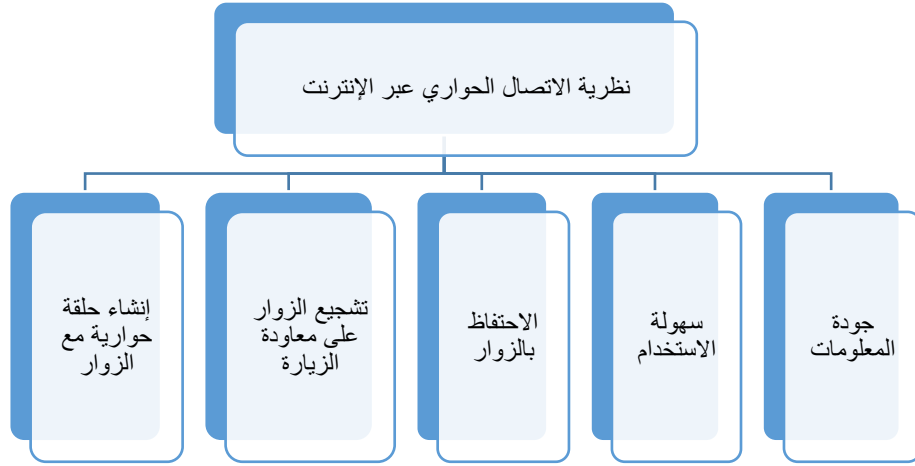 نظرية الاتصال الحواري عبر الإنترنت
جودة
المعلومات
سهولة
الاستخدام
الاحتفاظ
بالزوار
تشجيع الزوار
على معاودة
الزيارة
إنشاء حلقة
حوارية مع
الزوار